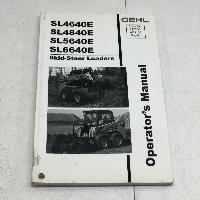 SL4640E
SL4840E
SL5640E
SL6640E
Skid-Steer Loaders
GEHL
Operator's Manual